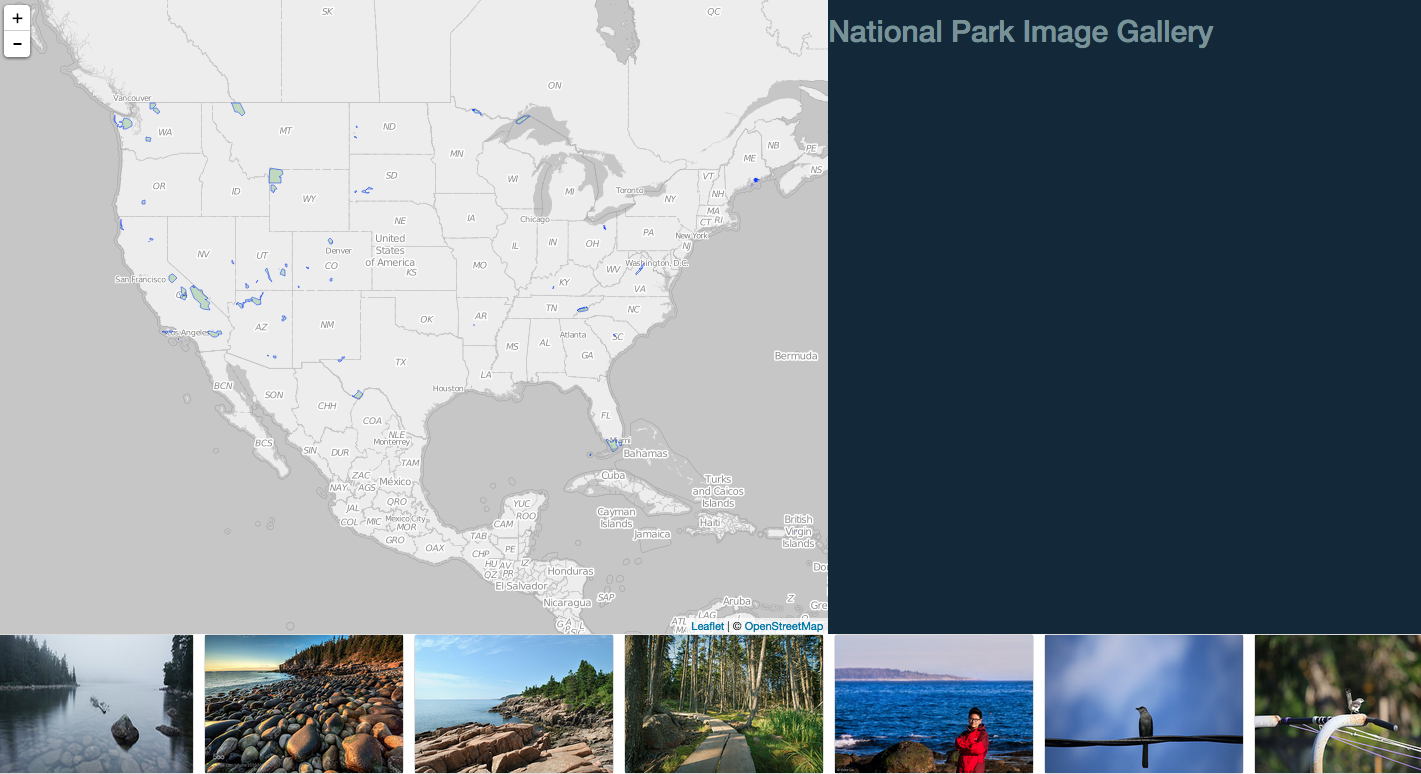 +
−
SK
QC
National Park Image Gallery
ON
Vancouver
WA
MT
ND
MN
NB
PE
ME
NS
OR
ID
SD
WI
MI
Toronto
VT
NH
NY
WY
MA
CT RI
NE
IA
Chicago
NV
UT
Denver
CO
United
States
of America
KS
IL
IN
OH
PA
New York
NJ
Washington, D.C.
San Francisco
MO
KY
WV
VA
Los Angeles
AZ
NM
OK
AR
TN
NC
Atlanta
SC
MS
AL
GA
TX
LA
Houston
Bermuda
BCN
SON
CHH
COA
FL
Miami
Bahamas
NLE
Monterrey
BCS
SIN
DUR
TAM
ZAC
NAY
AGS
México
Cuba
Turks
and Caicos
Islands
QRO
YUC
ROO
JAL
COL
MIC
Mexico City
MOR
CAM
Cayman
Islands
Haiti
Jamaica
British
Virgin
Islands
GRO
OAX
TAB
CHP
PE
HU
AV
IZ
QZ
PR
Honduras
El Salvador
Nicaragua
SAP
Aruba
Z
LAG
Leaflet | © OpenStreetMap